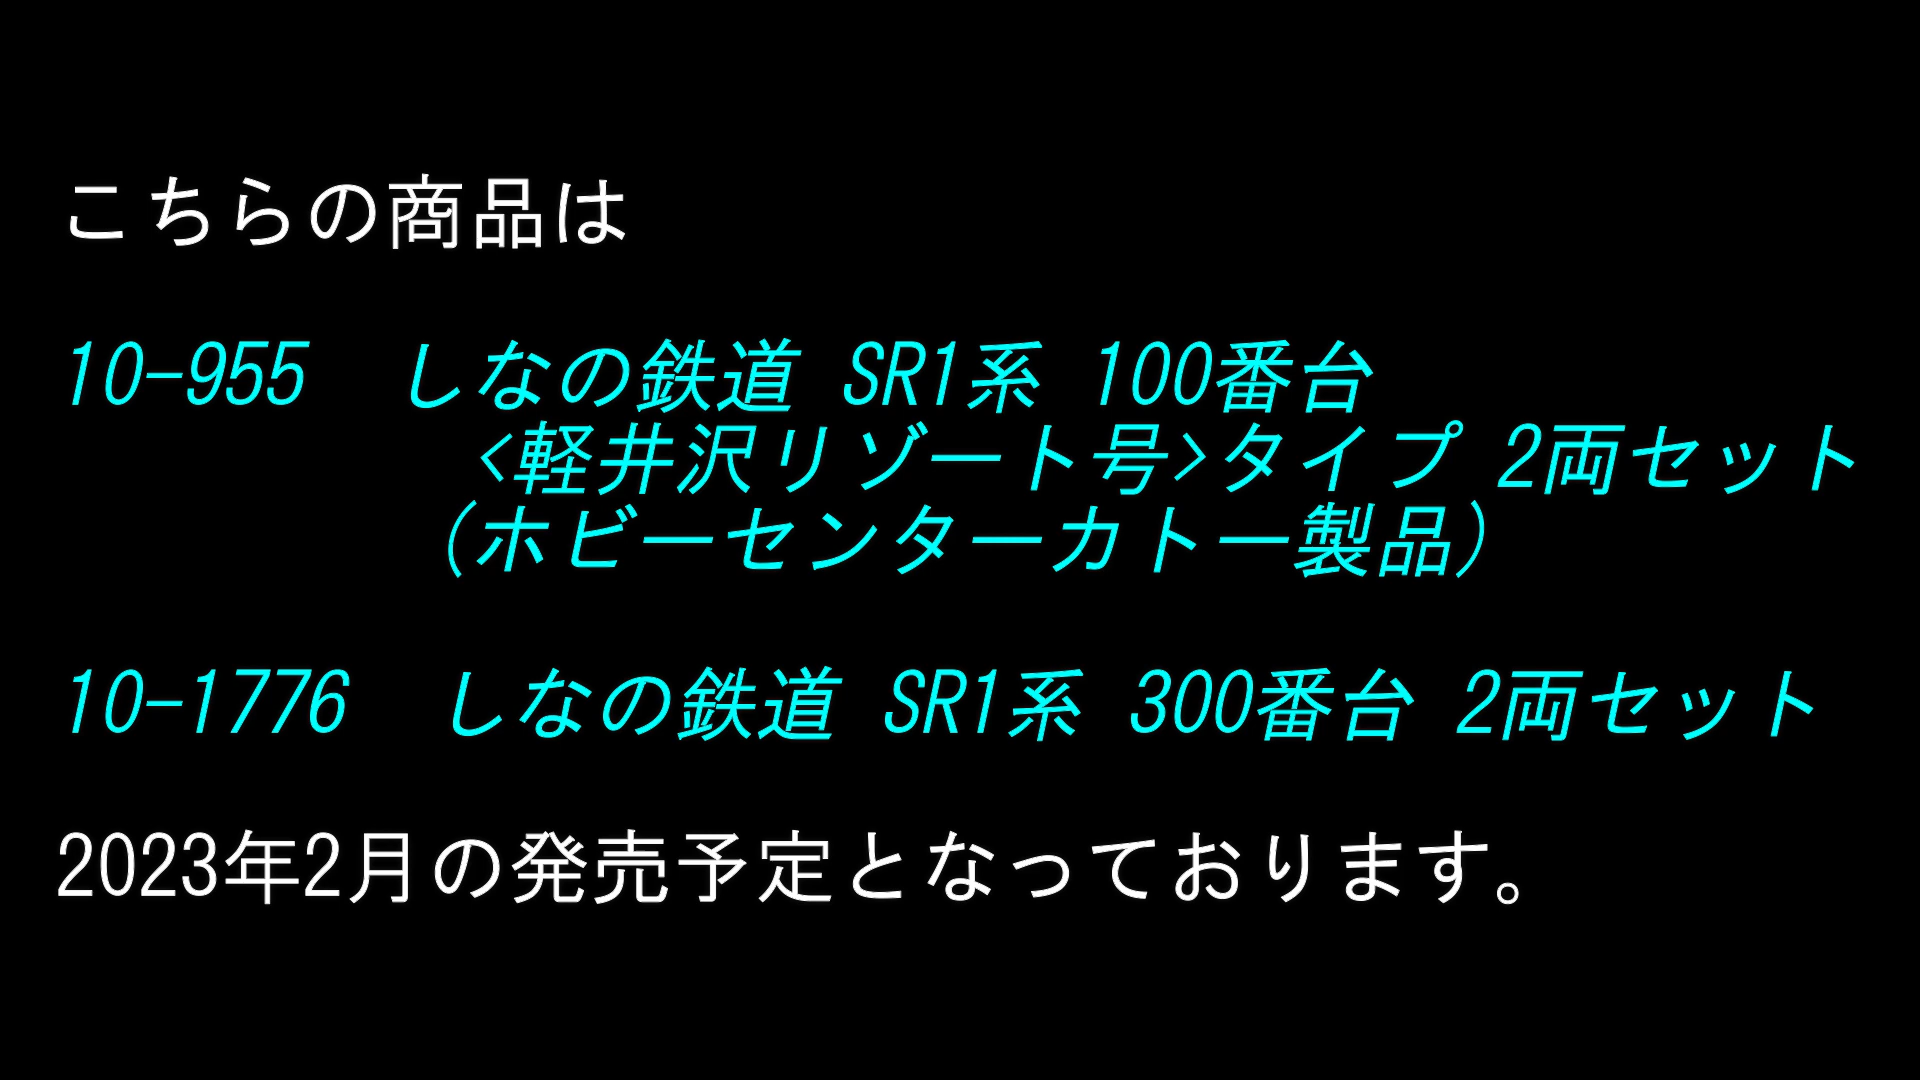 こちらの商品は
10-955　しなの鉄道 SR1系 100番台
<軽井沢リゾート号>タイプ 2両セット
(ホビーセンターカトー製品)
10-1776　しなの鉄道 SR1系 300番台 2両セット
2023年2月の発売予定となっております。